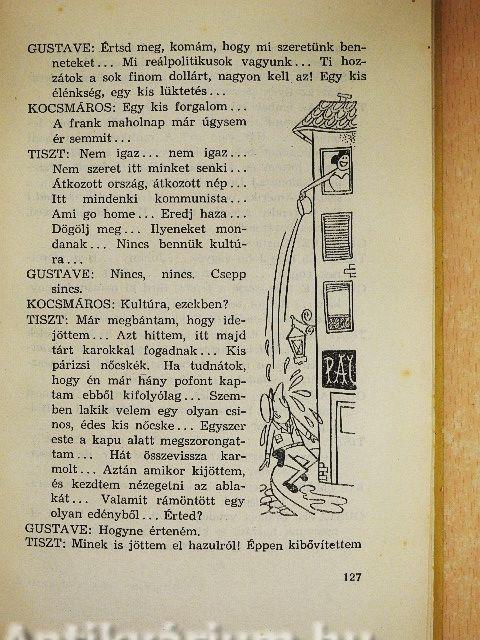 GUSTAVE: Értsd meg, komám, hogy mi szeretünk ben-
neteket... Mi reálpolitikusok vagyunk... Ti hoz-
zátok a sok finom dollárt, nagyon kell az! Egy kis
élénkség, egy kis lüktetés...
KOCSMÁROS: Egy kis forgalom...
A frank maholnap már úgysem
ér semmit...
TISZT: Nem igaz... nem igaz...
Nem szeret itt minket senki...
Átkozott ország, átkozott nép...
Itt mindenki kommunista...
Ami go home... Eredj haza...
Dögölj meg... Ilyeneket mon-
danak... Nincs bennük kultú-
ra...
GUSTAVE: Nincs, nincs. Csepp
sincs.
KOCSMÁROS: Kultúra, ezekben?
TISZT: Már megbántam, hogy ide-
jöttem... Azt hittem, itt majd
tárt karokkal fogadnak... Kis
párizsi nőcskék. Ha tudnátok,
hogy én már hány pofont kap-
tam ebből kifolyólag... Szem-
ben lakik velem egy olyan csi-
nos, édes kis nőcske... Egyszer
este a kapu alatt megszorongat-
tam... Hát összevissza kar-
molt... Aztán amikor kijöttem,
és kezdtem nézegetni az abla-
kát... Valamit rámöntött egy
olyan edényből... Érted?
GUSTAVE: Hogyne érteném.
TISZT: Minek is jöttem el hazulról! Éppen kibővítettem
PAU
127
Antikvárium.hu